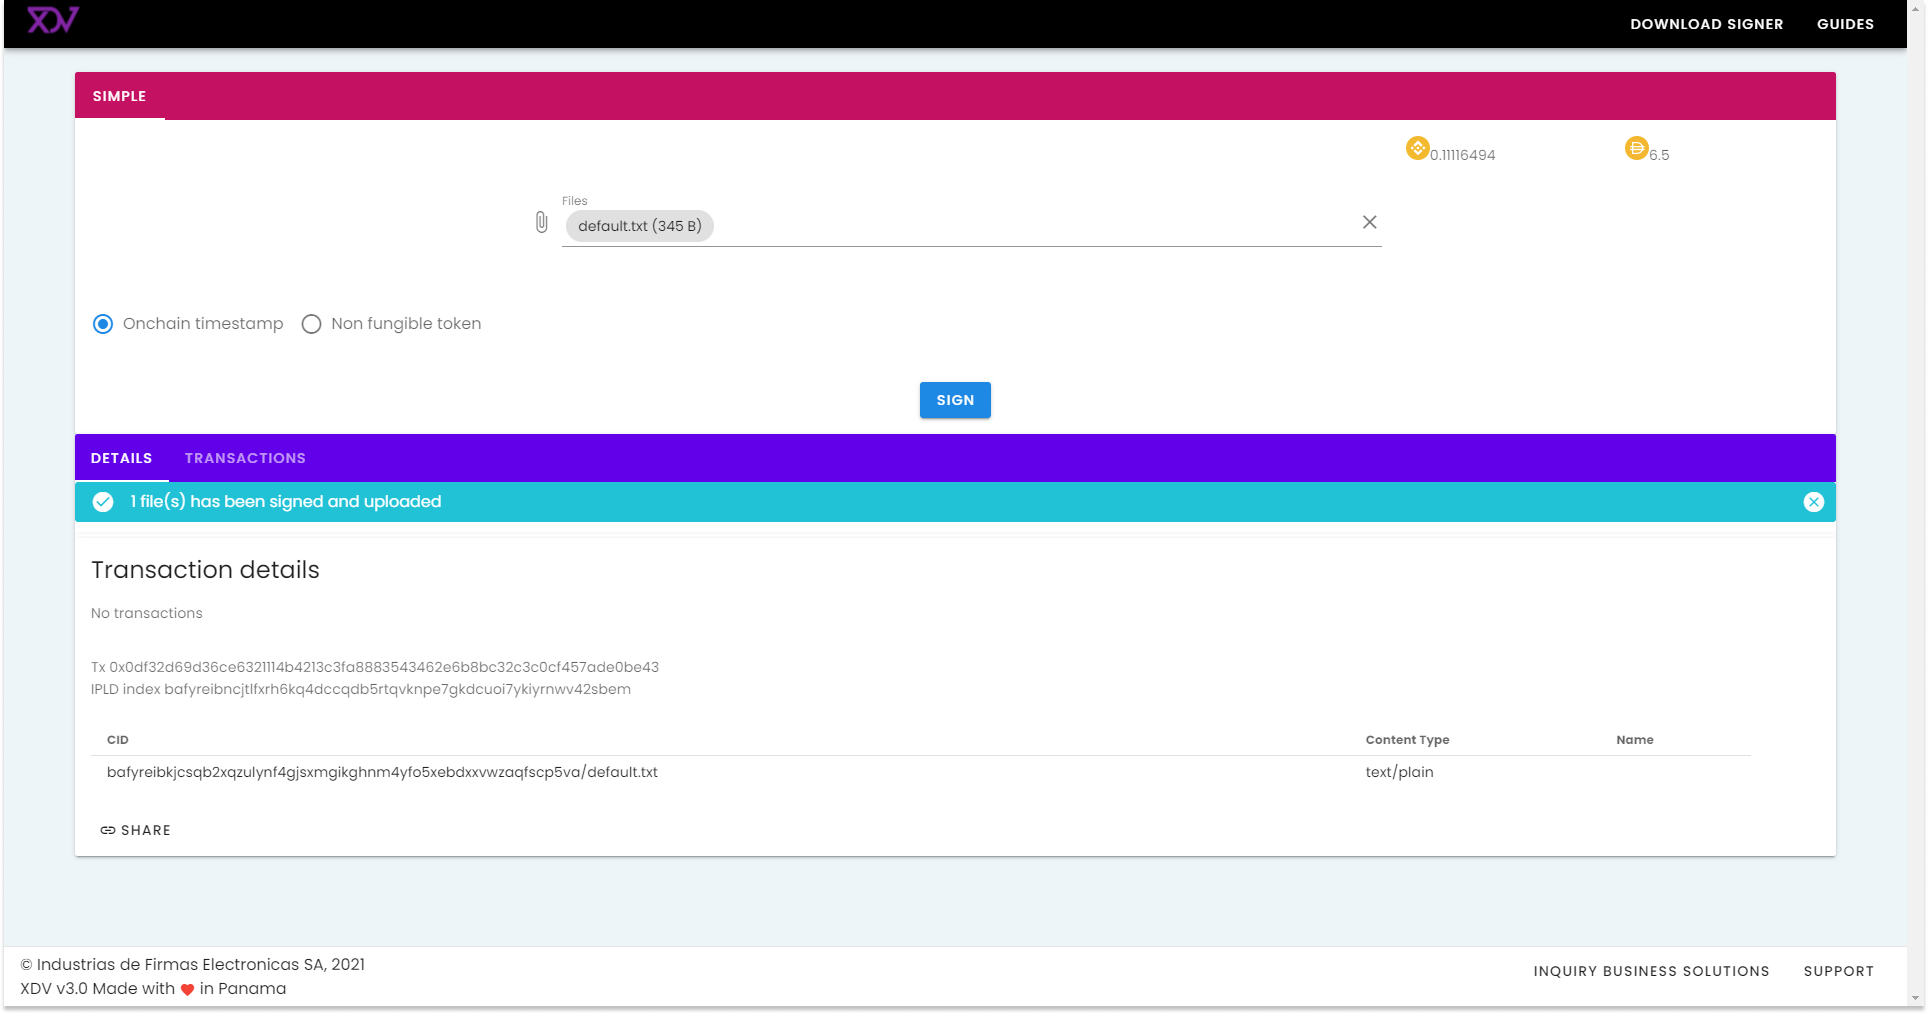 XDV
DOWNLOAD SIGNER GUIDES
SIMPLE
0.11116494 6.5
Files
default.txt (345 B)
Onchain timestamp Non fungible token
SIGN
DETAILS TRANSACTIONS
1 file(s) has been signed and uploaded
Transaction details
No transactions
Tx 0x0df32d69d36ce6321114b4213c3fa8883543462e6b8bc32c3c0cf457ade0be43
IPLD index bafyreibncjtlfxrh6kq4dccqdb5rtqvknpe7gkdcuoi7ykiyrnwv42sbem
CID Content Type Name
bafyreibkjcsqb2xqzulynf4gjsxmgikghnm4yfo5xebdxxvwzaqfscp5va/default.txt text/plain
SHARE
© Industrias de Firmas Electronicas SA, 2021
XDV v3.0 Made with ❤ in Panama
INQUIRY BUSINESS SOLUTIONS SUPPORT